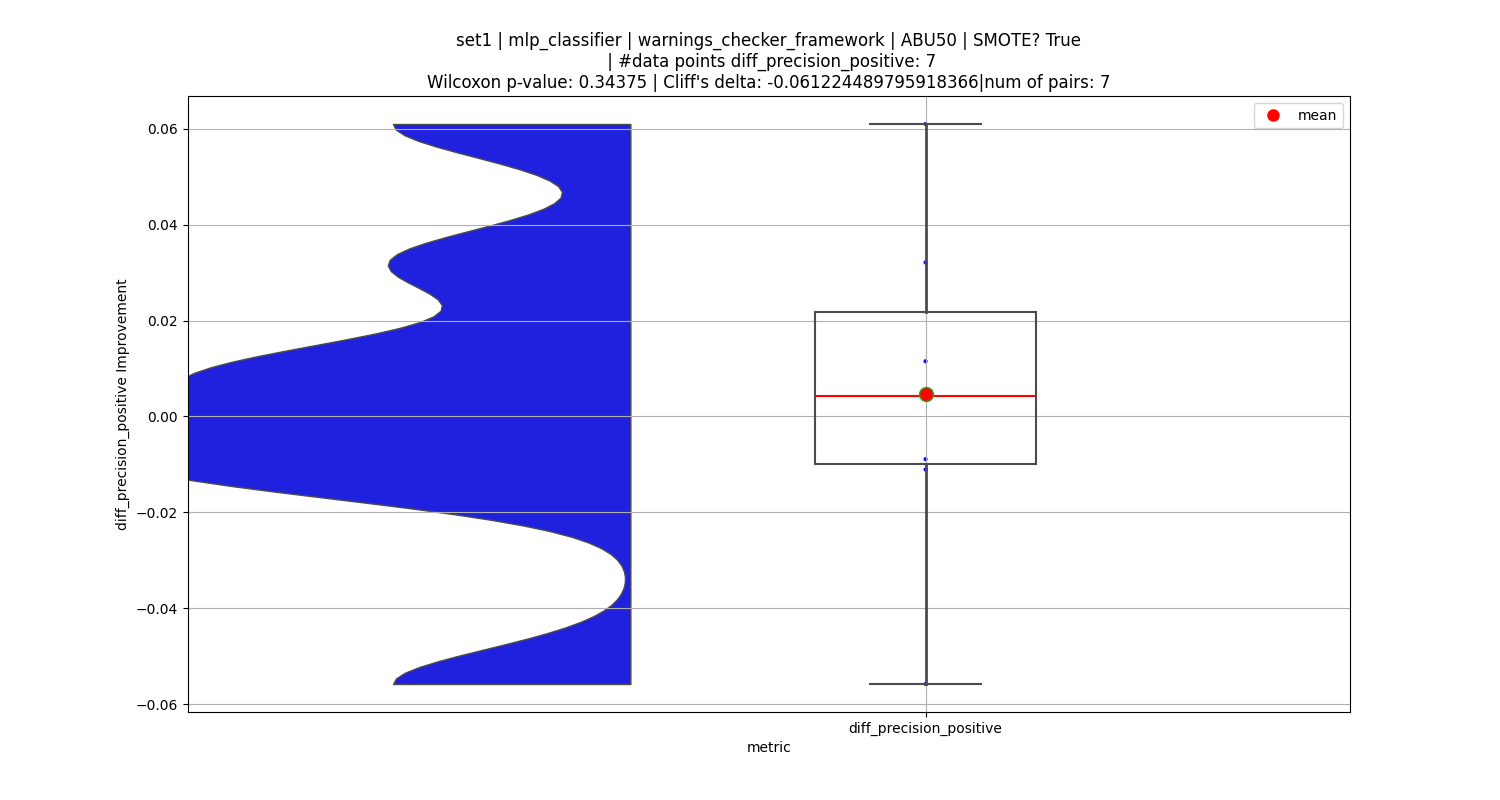 set1 | mlp_classifier | warnings_checker_framework | ABU50 | SMOTE? True
| #data points diff_precision_positive: 7
Wilcoxon p-value: 0.34375 | Cliff's delta: -0.061224489795918366|num of pairs: 7
mean
0.06
0.04
0.02
0.00
−0.02
−0.04
−0.06
diff_precision_positive Improvement
diff_precision_positive
metric